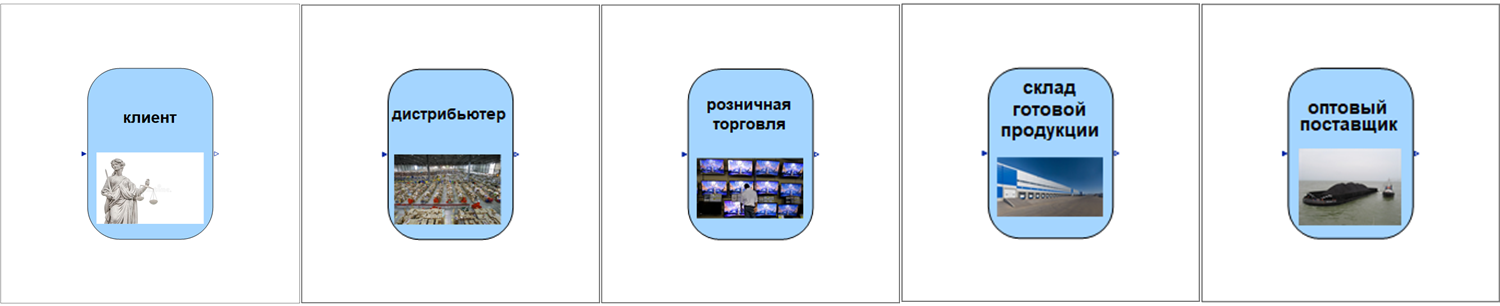 клиент
дистрибьютер
розничная
торговля
склад
готовой
продукции
оптовый
поставщик